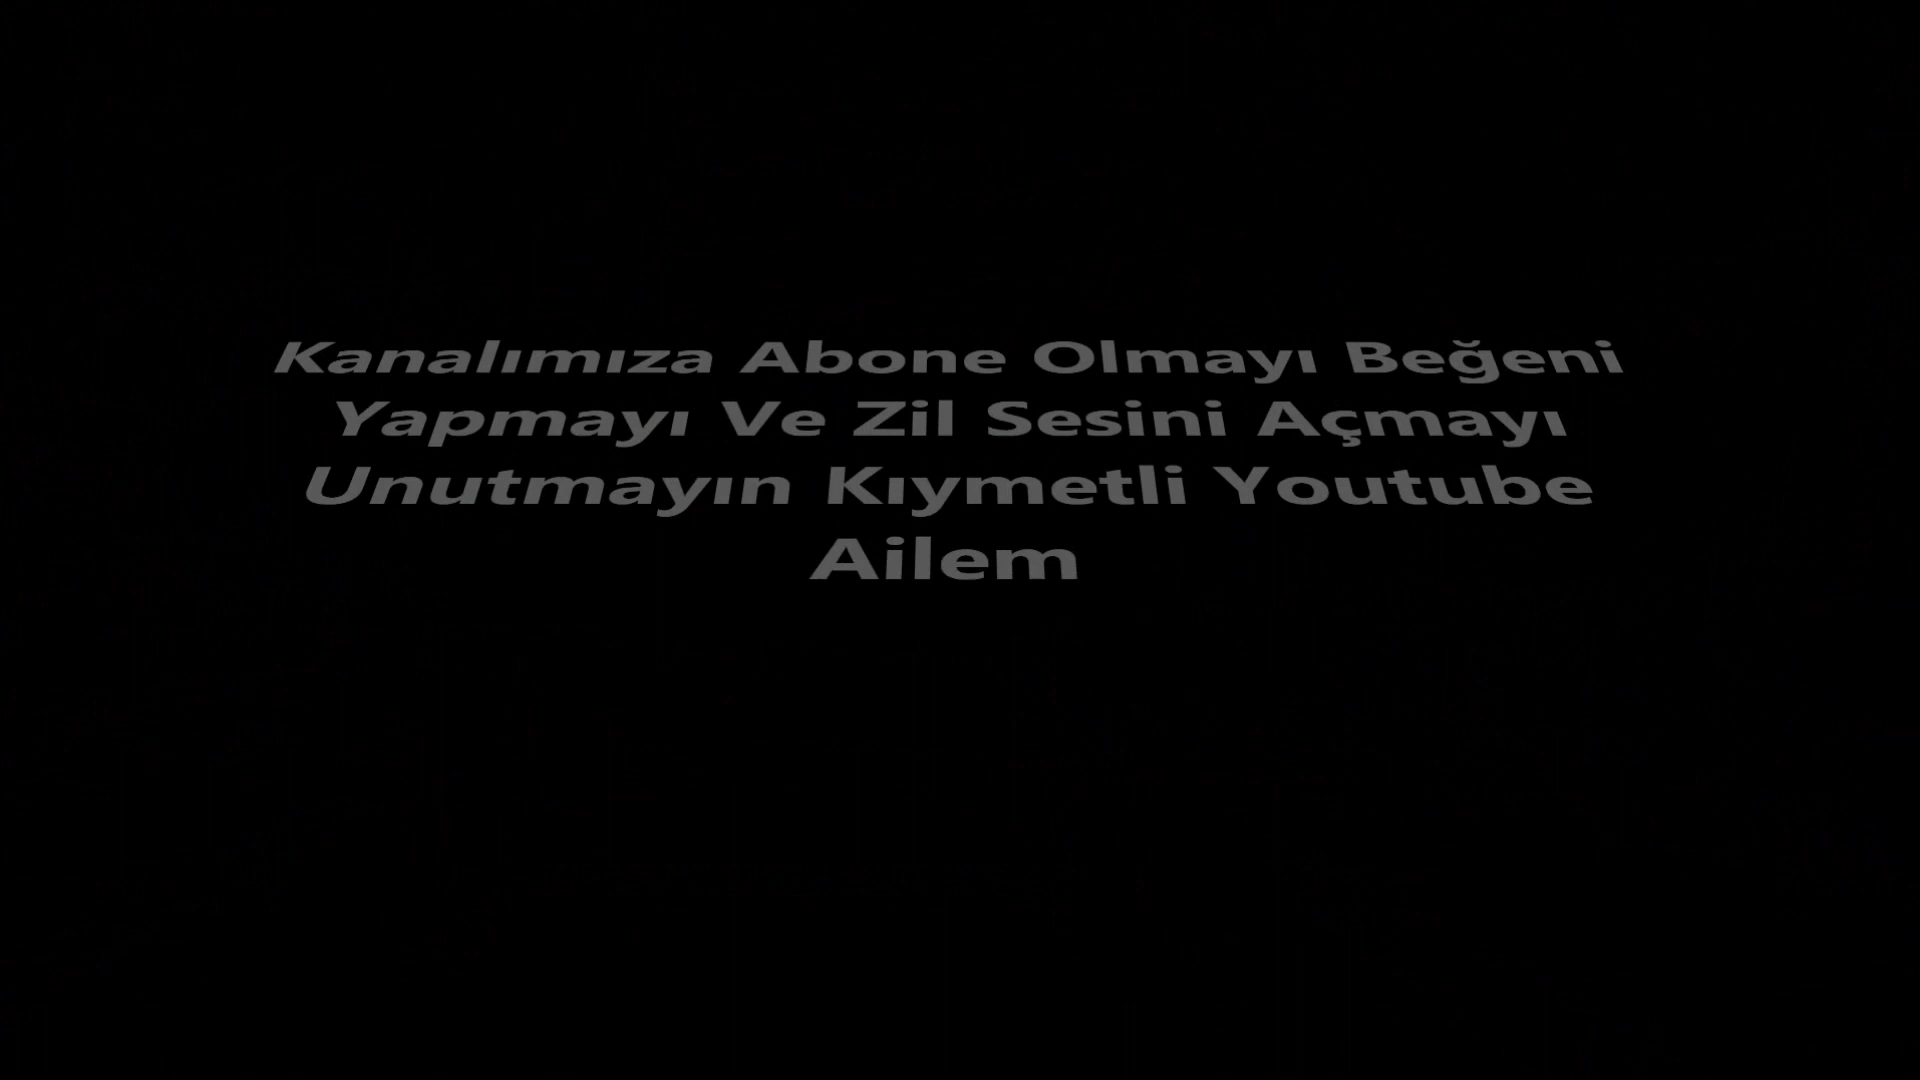 Kanalımıza Abone Olmayı Beğeni
Yapmayı Ve Zil Sesini Açmayı
Unutmayın Kıymetli Youtube
Ailem